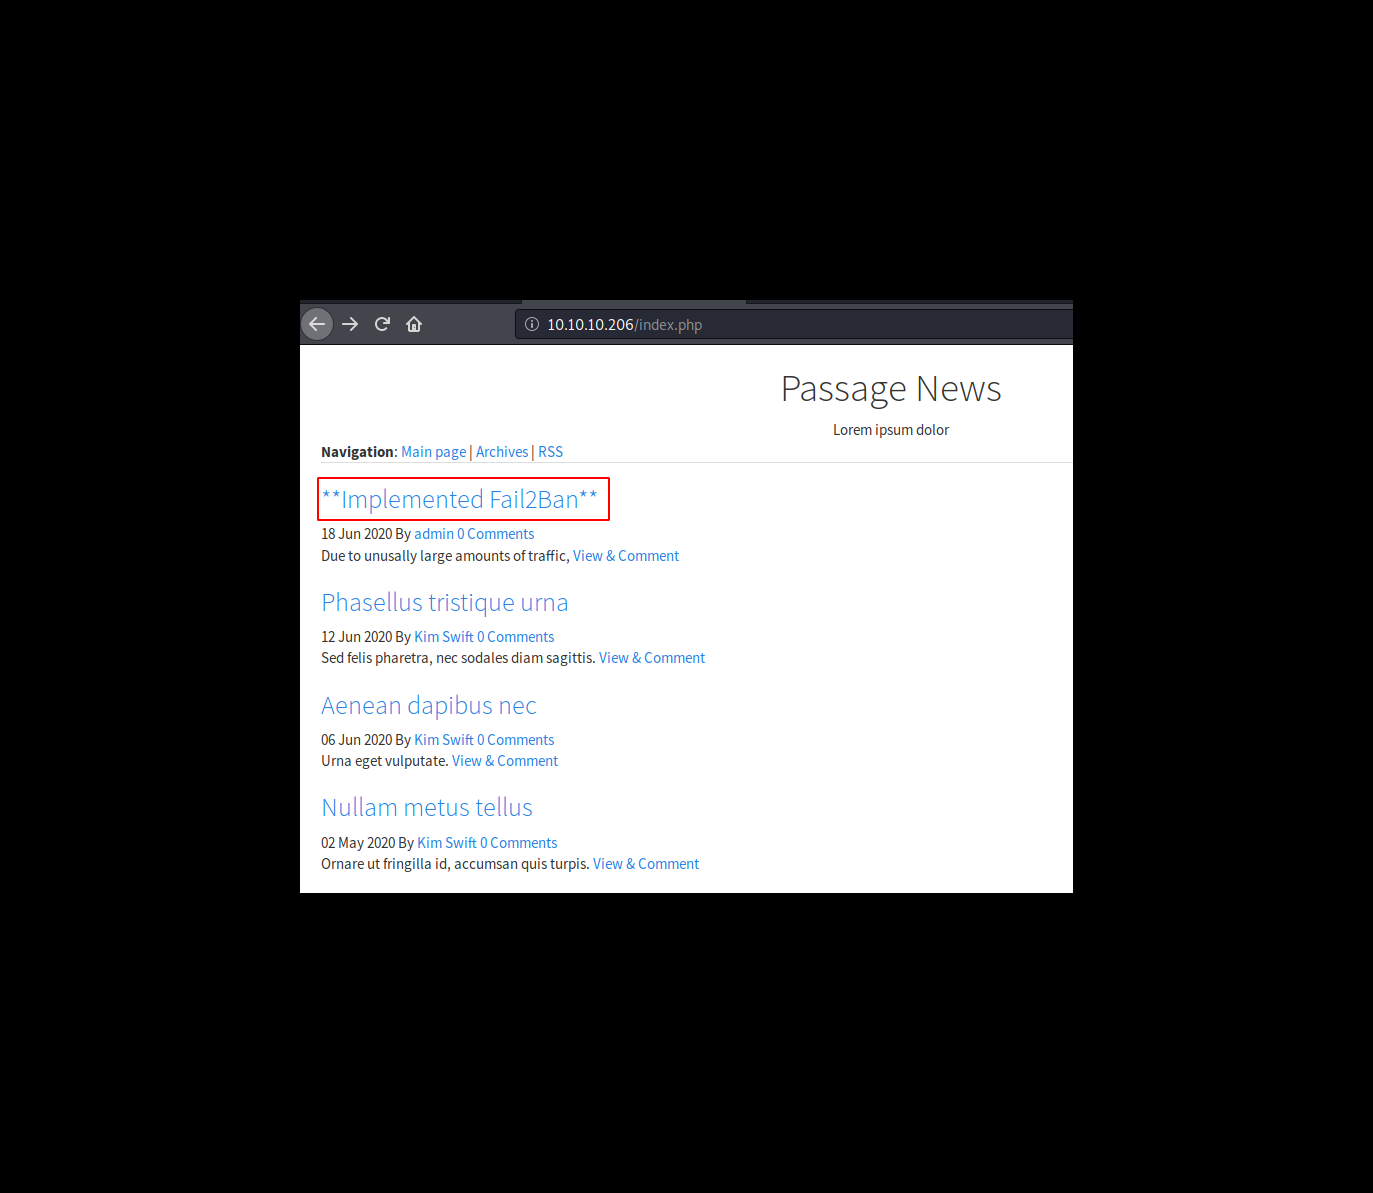 10.10.10.206/index.php
Passage News
Lorem ipsum dolor
Navigation: Main page | Archives | RSS
**Implemented Fail2Ban**
18 Jun 2020 By admin 0 Comments
Due to unusally large amounts of traffic, View & Comment
Phasellus tristique urna
12 Jun 2020 By Kim Swift 0 Comments
Sed felis pharetra, nec sodales diam sagittis. View & Comment
Aenean dapibus nec
06 Jun 2020 By Kim Swift 0 Comments
Urna eget vulputate. View & Comment
Nullam metus tellus
02 May 2020 By Kim Swift 0 Comments
Ornare ut fringilla id, accumsan quis turpis. View & Comment